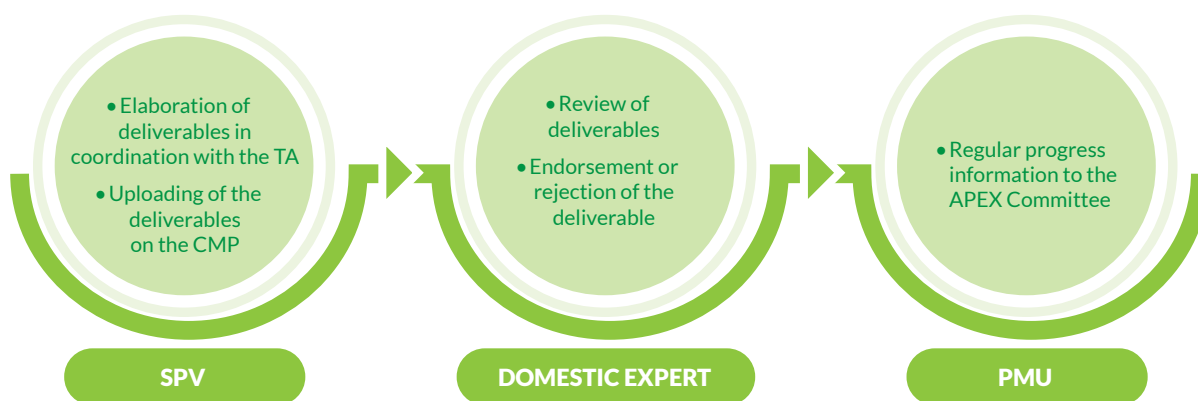 • Elaboration of
deliverables in
coordination with the TA
• Uploading of the
deliverables
on the CMP
SPV
• Review of
deliverables
• Endorsement or
rejection of the
deliverable
DOMESTIC EXPERT
• Regular progress
information to the
APEX Committee
PMU